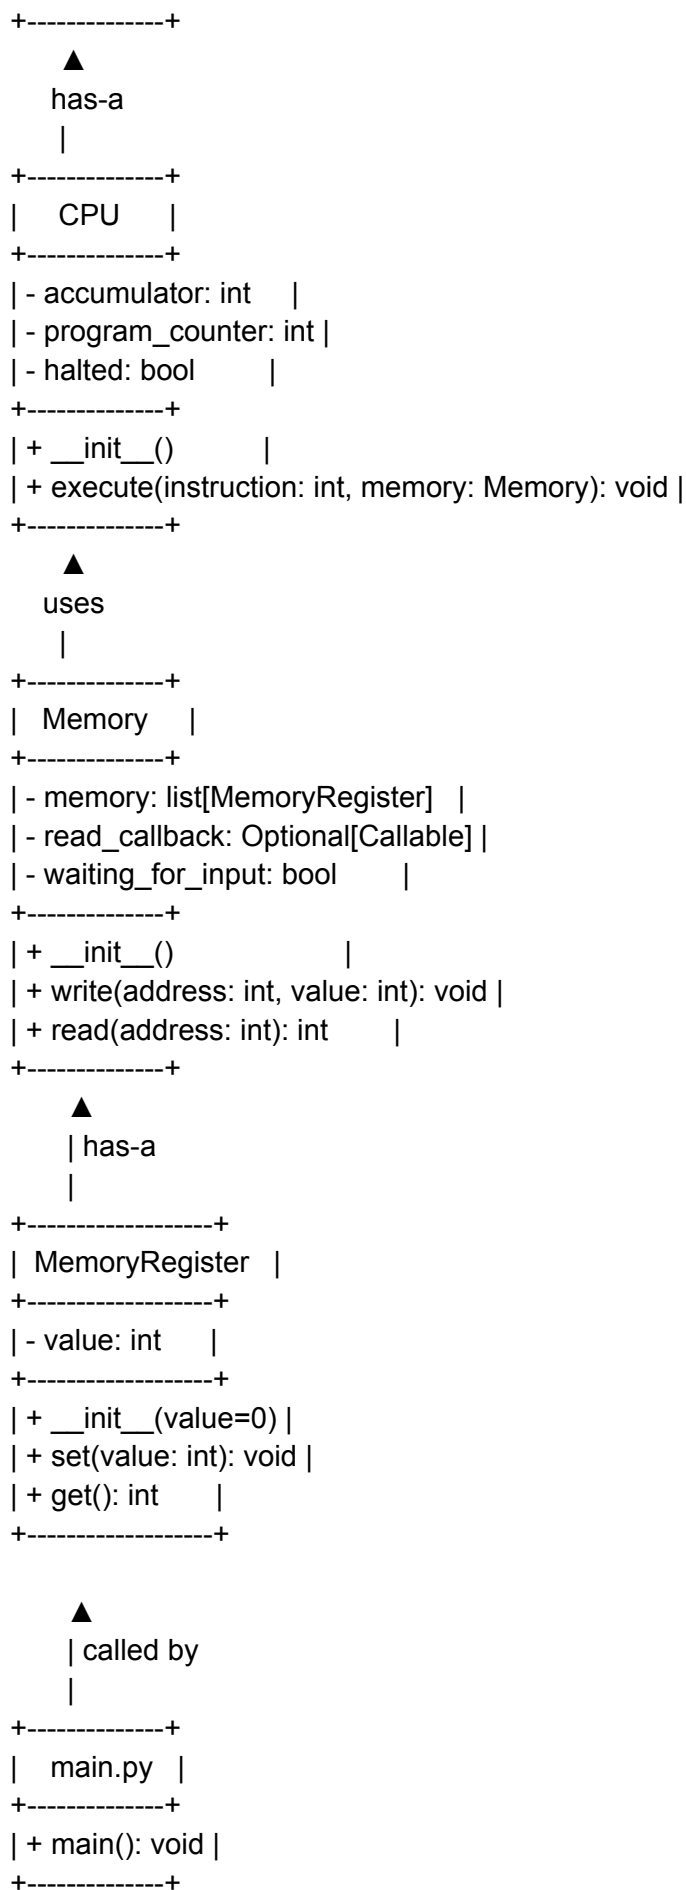 +--------------+
▲
has-a
|
+--------------+
| CPU |
+--------------+
| - accumulator: int |
| - program_counter: int |
| - halted: bool |
+--------------+
| + __init__() |
| + execute(instruction: int, memory: Memory): void |
+--------------+
▲
uses
|
+--------------+
| Memory |
+--------------+
| - memory: list[MemoryRegister] |
| - read_callback: Optional[Callable] |
| - waiting_for_input: bool |
+--------------+
| + __init__() |
| + write(address: int, value: int): void |
| + read(address: int): int |
+--------------+
▲
| has-a
|
+-------------------+
| MemoryRegister |
+-------------------+
| - value: int |
+-------------------+
| + __init__(value=0) |
| + set(value: int): void |
| + get(): int |
+-------------------+
▲
| called by
|
+--------------+
| main.py |
+--------------+
| + main(): void |
+--------------+